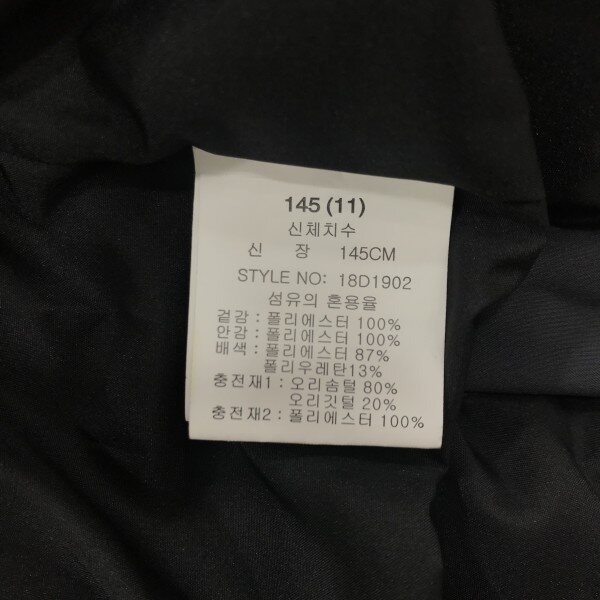 145 (11)
신체치수
신 장 145CM
STYLE NO: 18D1902
섬유의 혼용율
겉감 : 폴리에스터 100%
안감 : 폴리에스터 100%
배색 : 폴리에스터 87%
폴리우레탄13%
충전재1 : 오리솜털 80%
오리깃털 20%
충전재2 : 폴리에스터 100%